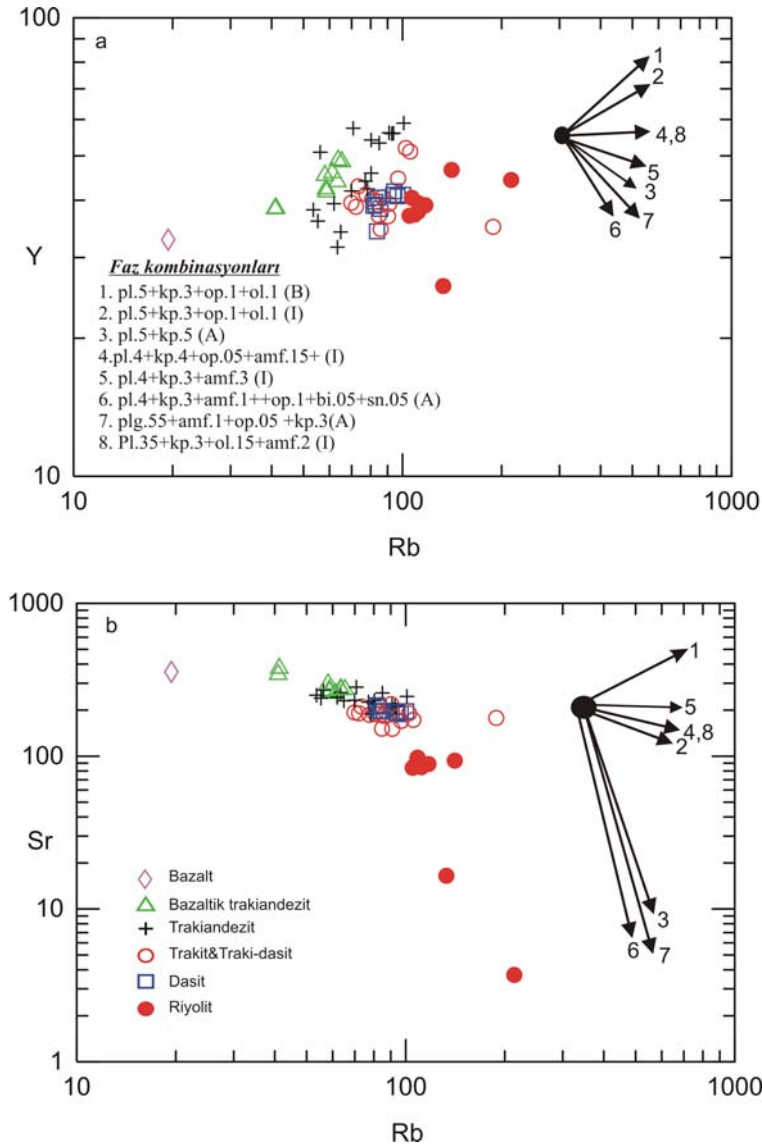 100
a
1
2
4,8
5
3
7
6
Y
Faz kombinasyonları
1. pl.5+kp.3+op.1+ol.1 (B)
2. pl.5+kp.3+op.1+ol.1 (I)
3. pl.5+kp.5 (A)
4.pl.4+kp.4+op.05+amf.15+ (I)
5. pl.4+kp.3+amf.3 (I)
6. pl.4+kp.3+amf.1++op.1+bi.05+sn.05 (A)
7. plg.55+amf.1+op.05 +kp.3(A)
8. Pl.35+kp.3+ol.15+amf.2 (I)
10
10
100
1000
Rb
1000
b
1
5
4,8
2
3
6
7
100
Sr
10
1
Bazalt
Bazaltik trakiandezit
Trakiandezit
Trakit&Traki-dasit
Dasit
Riyolit
10
100
1000
Rb